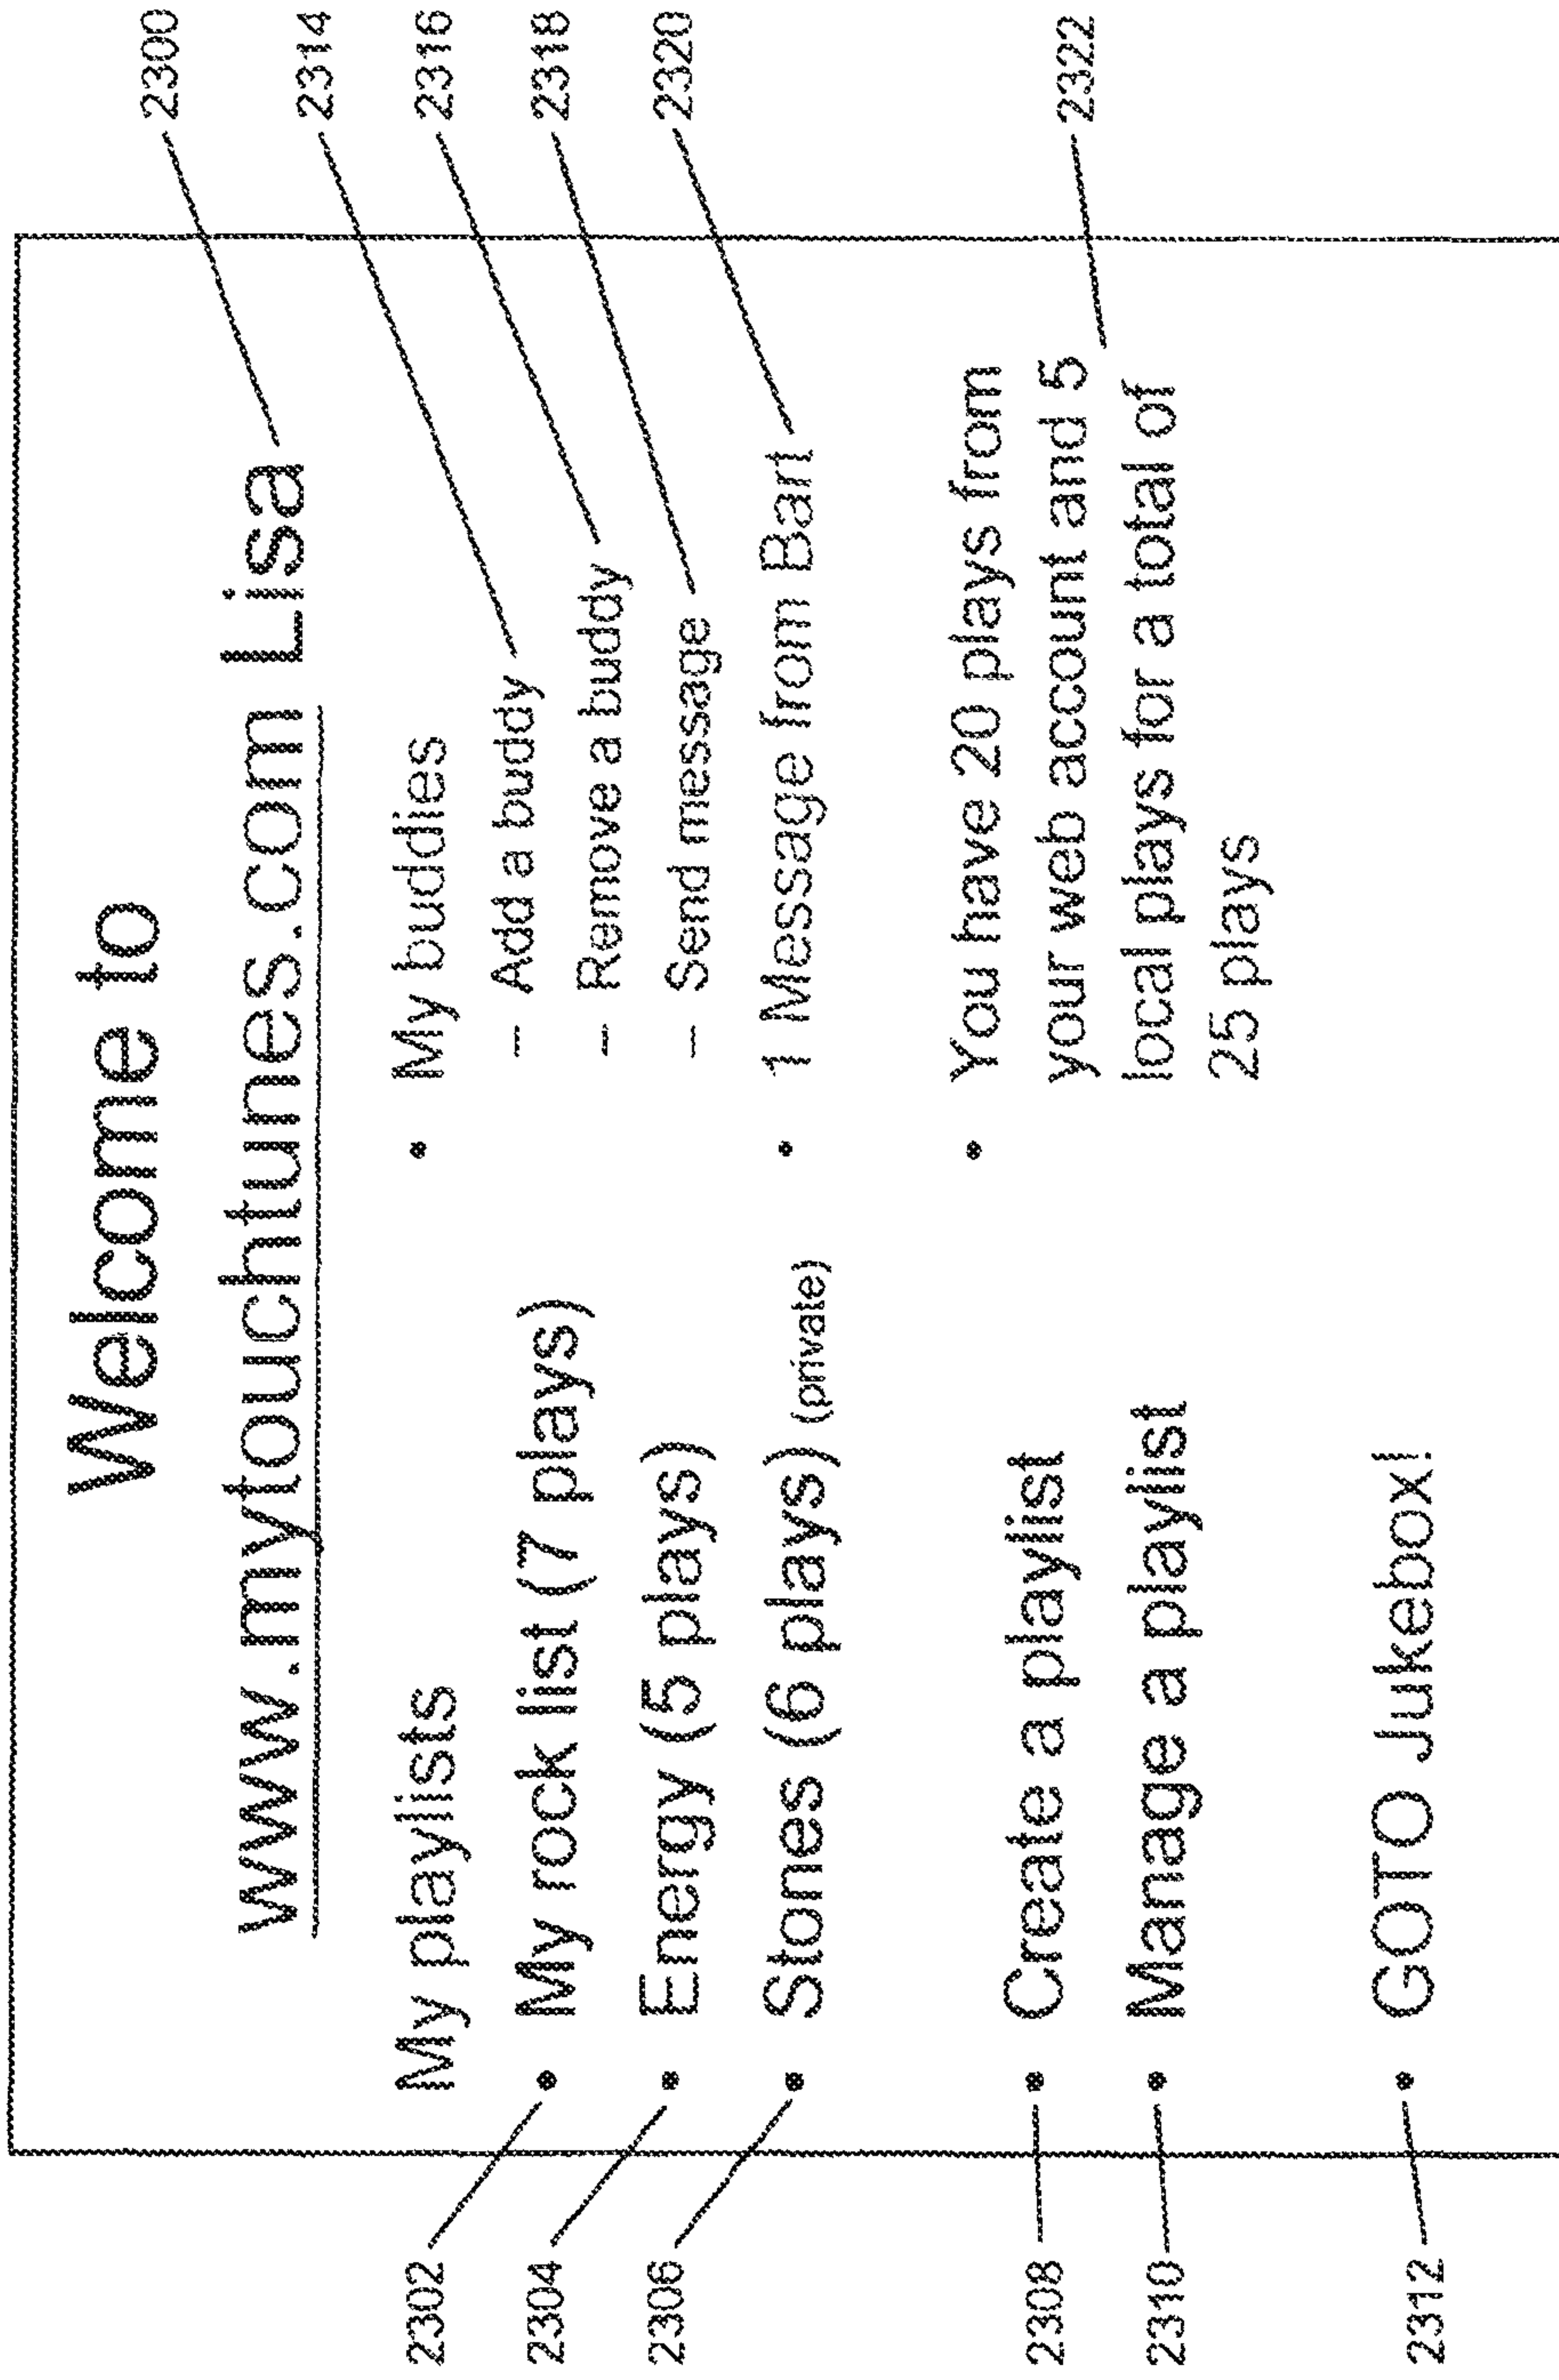 Welcome to
www.mytouchtunes.com Lisa
2300
My playlists
2302
• My rock list (7 plays)
2304
• Energy (5 plays)
2306
• Stones (6 plays) (private)
2308
• Create a playlist
2310
• Manage a playlist
2312
• GOTO Jukebox!
• My buddies
– Add a buddy
2314
– Remove a buddy
2316
– Send message
2318
• 1 Message from Bart
2320
• You have 20 plays from
your web account and 5
local plays for a total of
25 plays
2322